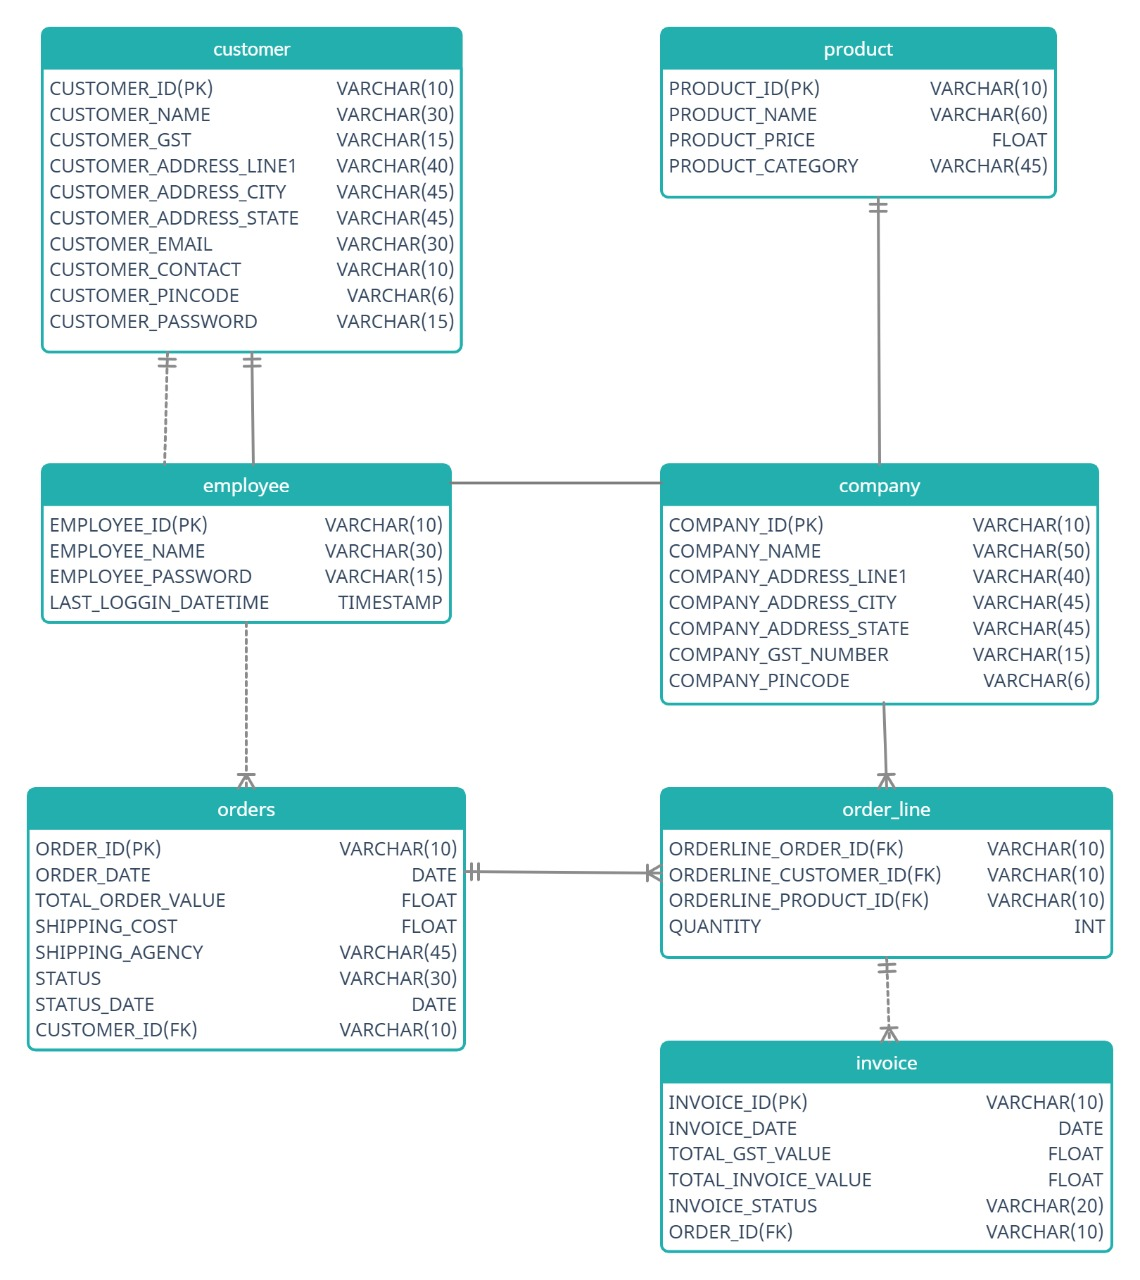 customer
CUSTOMER_ID(PK) VARCHAR(10)
CUSTOMER_NAME VARCHAR(30)
CUSTOMER_GST VARCHAR(15)
CUSTOMER_ADDRESS_LINE1 VARCHAR(40)
CUSTOMER_ADDRESS_CITY VARCHAR(45)
CUSTOMER_ADDRESS_STATE VARCHAR(45)
CUSTOMER_EMAIL VARCHAR(30)
CUSTOMER_CONTACT VARCHAR(10)
CUSTOMER_PINCODE VARCHAR(6)
CUSTOMER_PASSWORD VARCHAR(15)
product
PRODUCT_ID(PK) VARCHAR(10)
PRODUCT_NAME VARCHAR(60)
PRODUCT_PRICE FLOAT
PRODUCT_CATEGORY VARCHAR(45)
employee
EMPLOYEE_ID(PK) VARCHAR(10)
EMPLOYEE_NAME VARCHAR(30)
EMPLOYEE_PASSWORD VARCHAR(15)
LAST_LOGGIN_DATETIME TIMESTAMP
company
COMPANY_ID(PK) VARCHAR(10)
COMPANY_NAME VARCHAR(50)
COMPANY_ADDRESS_LINE1 VARCHAR(40)
COMPANY_ADDRESS_CITY VARCHAR(45)
COMPANY_ADDRESS_STATE VARCHAR(45)
COMPANY_GST_NUMBER VARCHAR(15)
COMPANY_PINCODE VARCHAR(6)
orders
ORDER_ID(PK) VARCHAR(10)
ORDER_DATE DATE
TOTAL_ORDER_VALUE FLOAT
SHIPPING_COST FLOAT
SHIPPING_AGENCY VARCHAR(45)
STATUS VARCHAR(30)
STATUS_DATE DATE
CUSTOMER_ID(FK) VARCHAR(10)
order_line
ORDERLINE_ORDER_ID(FK) VARCHAR(10)
ORDERLINE_CUSTOMER_ID(FK) VARCHAR(10)
ORDERLINE_PRODUCT_ID(FK) VARCHAR(10)
QUANTITY INT
invoice
INVOICE_ID(PK) VARCHAR(10)
INVOICE_DATE DATE
TOTAL_GST_VALUE FLOAT
TOTAL_INVOICE_VALUE FLOAT
INVOICE_STATUS VARCHAR(20)
ORDER_ID(FK) VARCHAR(10)